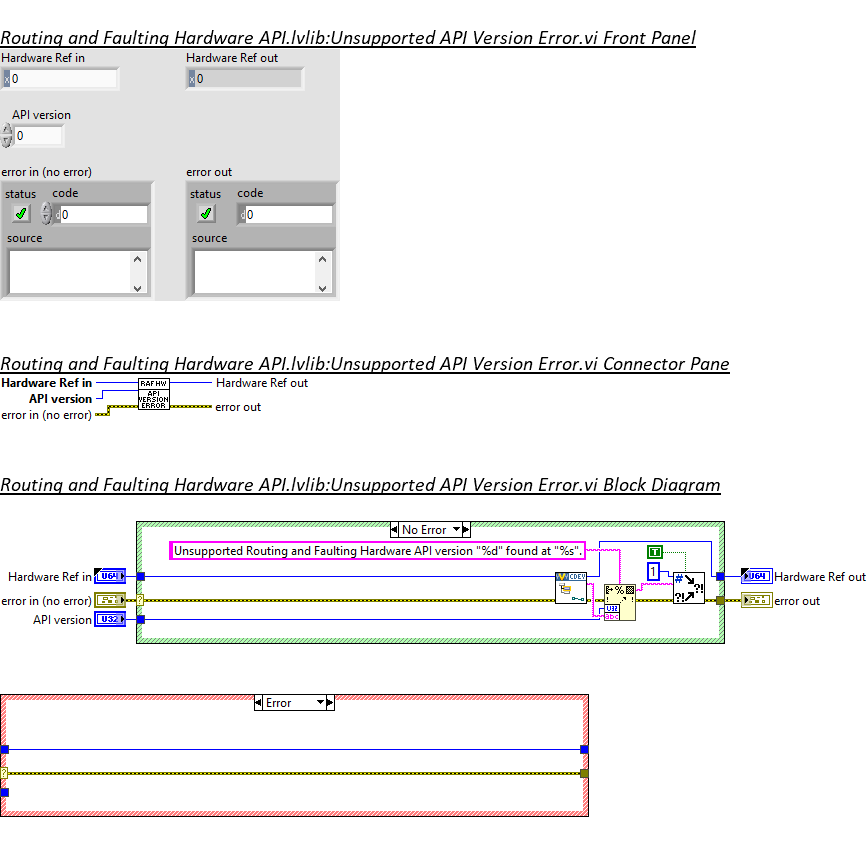 Routing and Faulting Hardware API.lvlib:Unsupported API Version Error.vi Front Panel
Hardware Ref in
Hardware Ref out
x 0
x 0
API version
0
error in (no error)
error out
status
code
status
code
d 0
d 0
source
source
Routing and Faulting Hardware API.lvlib:Unsupported API Version Error.vi Connector Pane
Hardware Ref in
RAF HW
Hardware Ref out
API version
API
VERSION
ERROR
error in (no error)
error out
Routing and Faulting Hardware API.lvlib:Unsupported API Version Error.vi Block Diagram
No Error
Unsupported Routing and Faulting Hardware API version "%d" found at "%s".
T
Hardware Ref in
U64
CDEV
1
#
?!
U64
Hardware Ref out
error in (no error)
?
%
?!
error out
API version
U32
U32
abc
Error
?